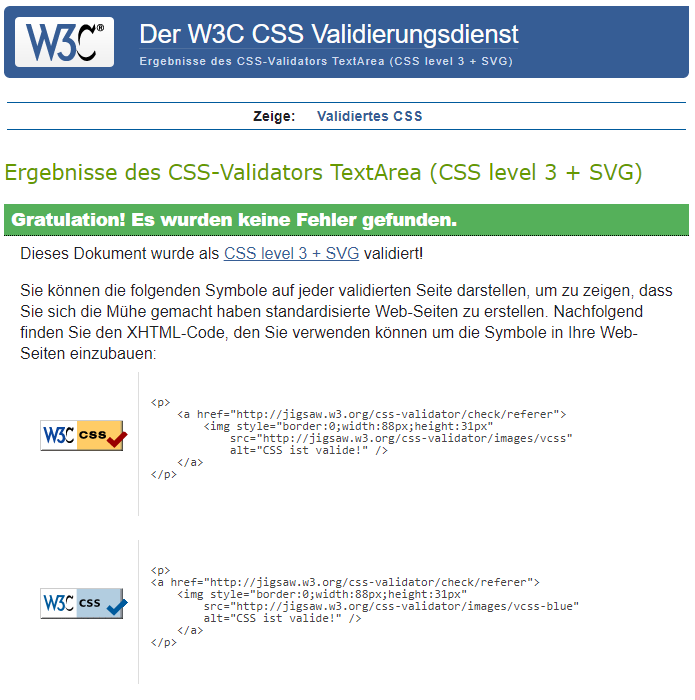 W3C® Der W3C CSS Validierungsdienst
Ergebnisse des CSS-Validators TextArea (CSS level 3 + SVG)
Zeige: Validiertes CSS
Ergebnisse des CSS-Validators TextArea (CSS level 3 + SVG)
Gratulation! Es wurden keine Fehler gefunden.
Dieses Dokument wurde als CSS level 3 + SVG validiert!
Sie können die folgenden Symbole auf jeder validierten Seite darstellen, um zu zeigen, dass
Sie sich die Mühe gemacht haben standardisierte Web-Seiten zu erstellen. Nachfolgend
finden Sie den XHTML-Code, den Sie verwenden können um die Symbole in Ihre Web-
Seiten einzubauen:
W3C css
<p>
<a href="http://jigsaw.w3.org/css-validator/check/referer">
<img style="border:0;width:88px;height:31px"
src="http://jigsaw.w3.org/css-validator/images/vcss"
alt="CSS ist valide!" />
</a>
</p>
W3C css
<p>
<a href="http://jigsaw.w3.org/css-validator/check/referer">
<img style="border:0;width:88px;height:31px"
src="http://jigsaw.w3.org/css-validator/images/vcss-blue"
alt="CSS ist valide!" />
</a>
</p>